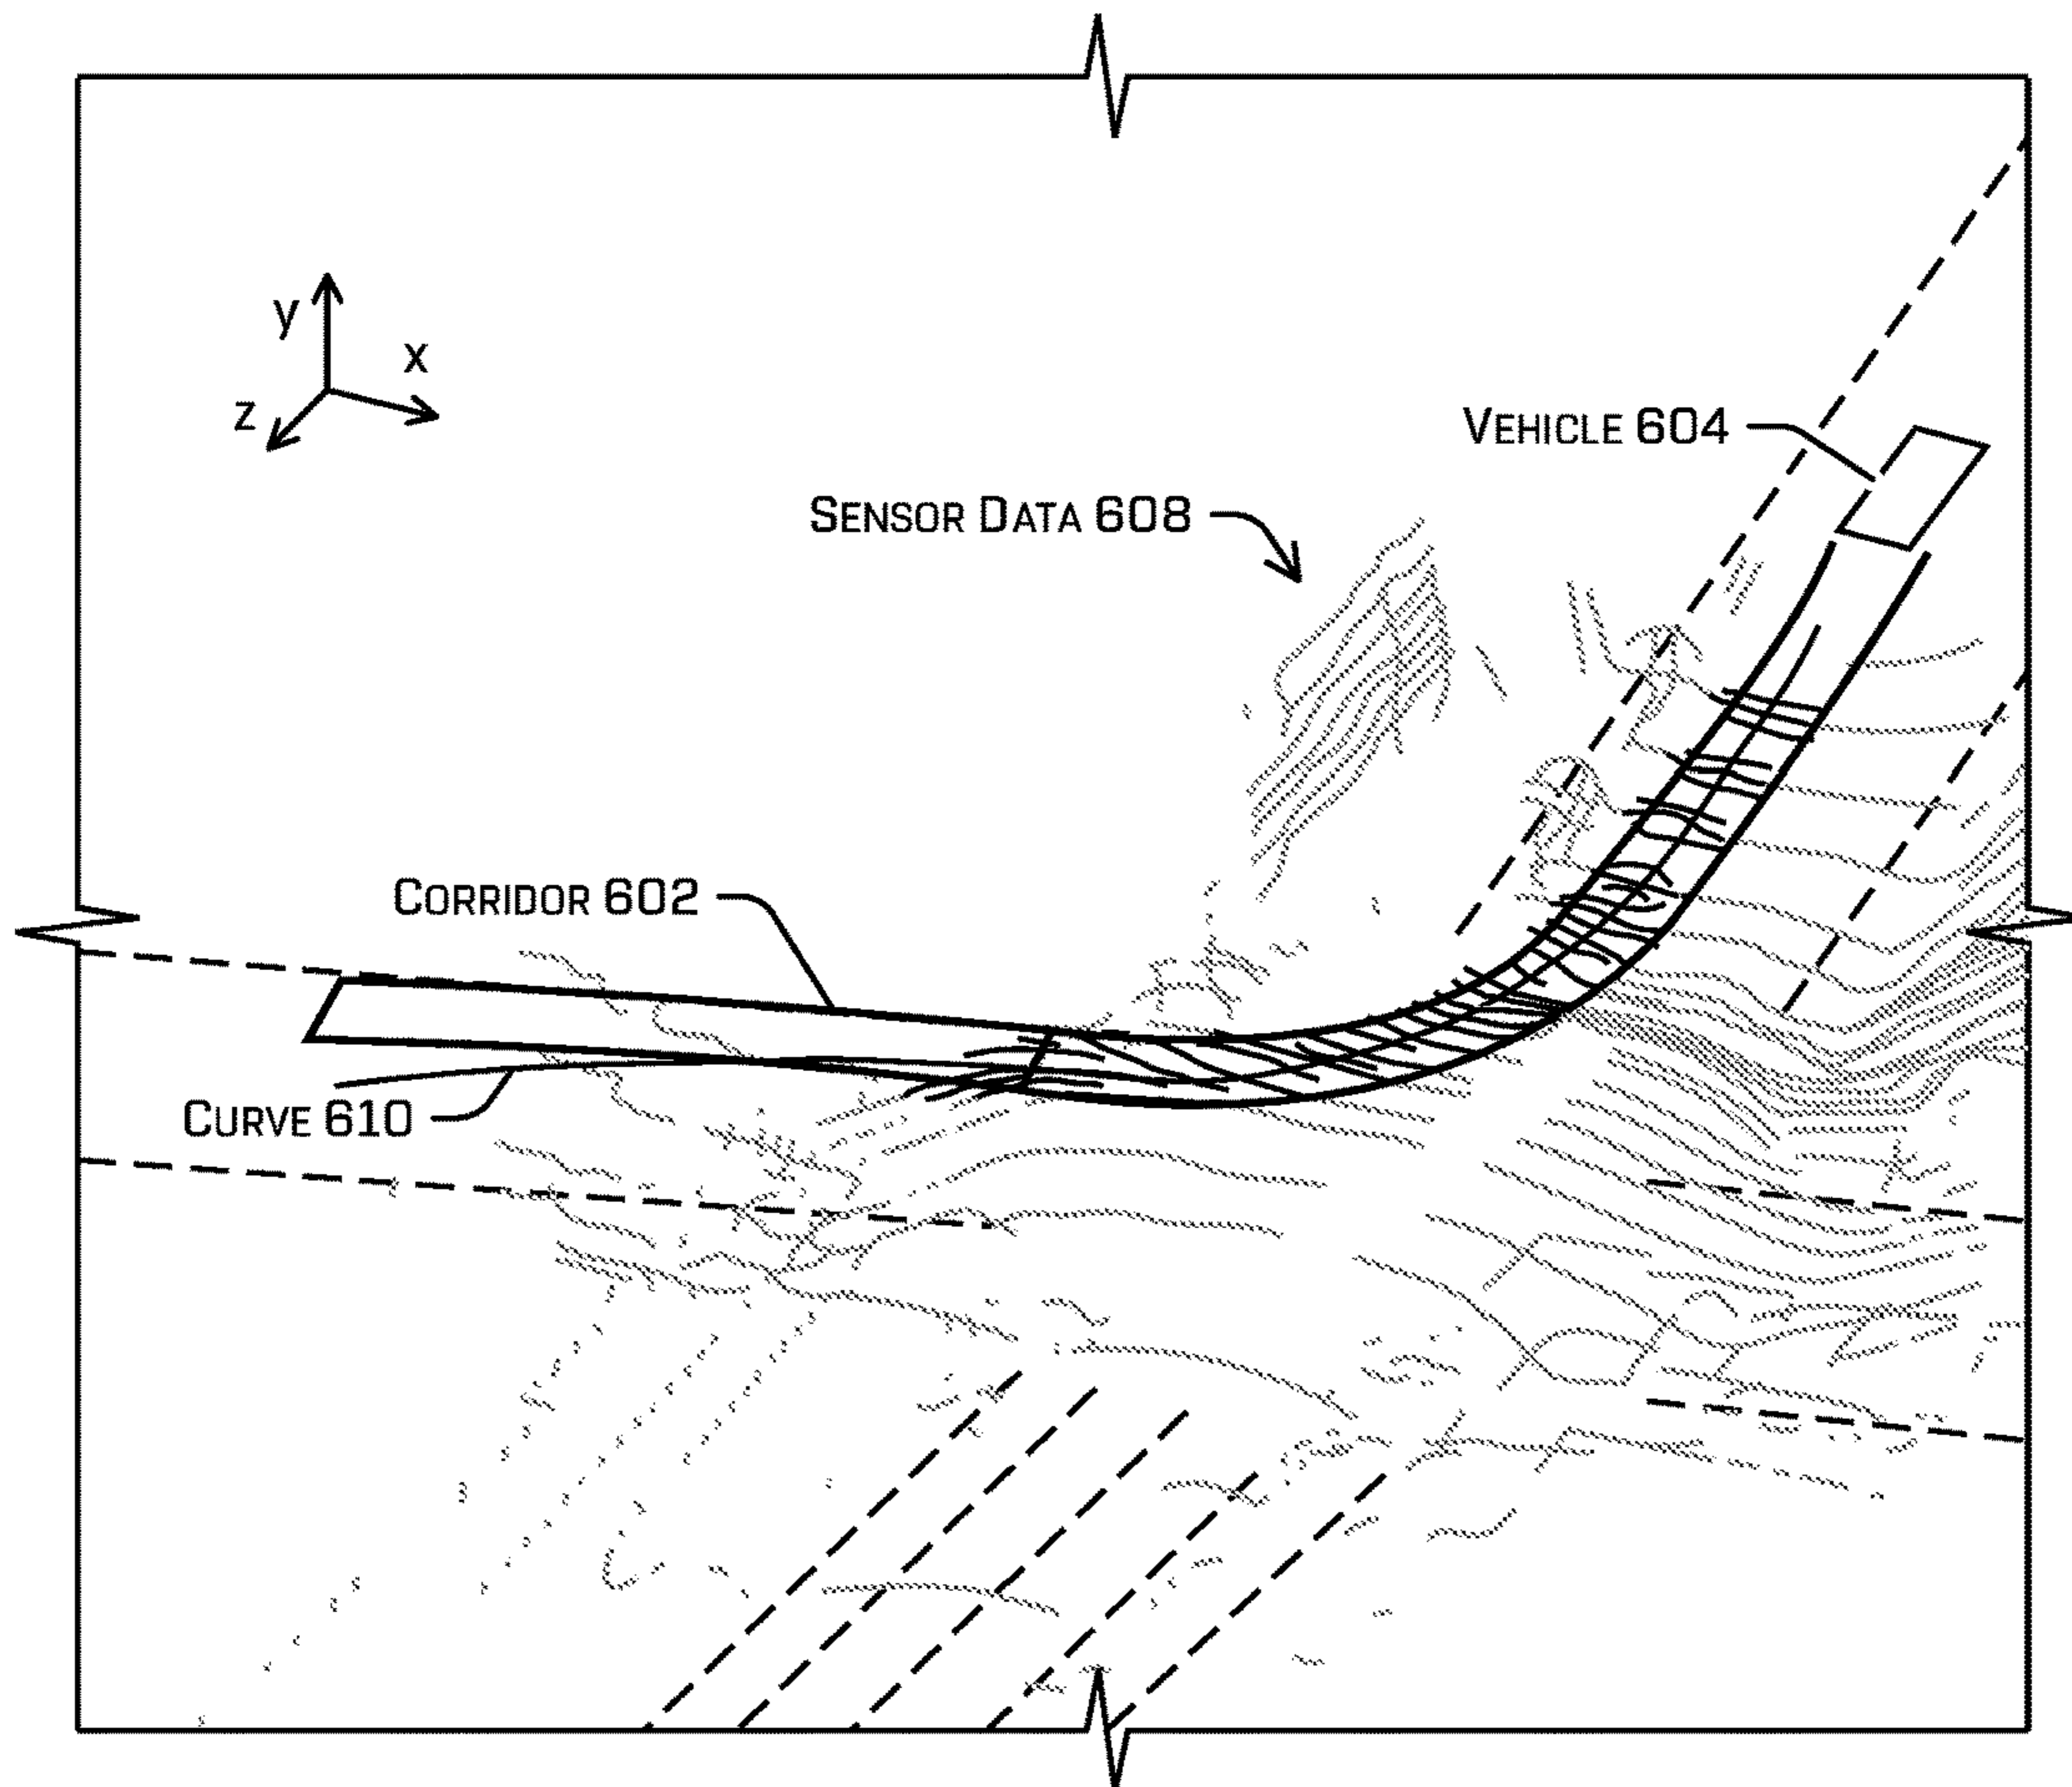 y
x
z
VEHICLE 604
SENSOR DATA 608
CORRIDOR 602
CURVE 610